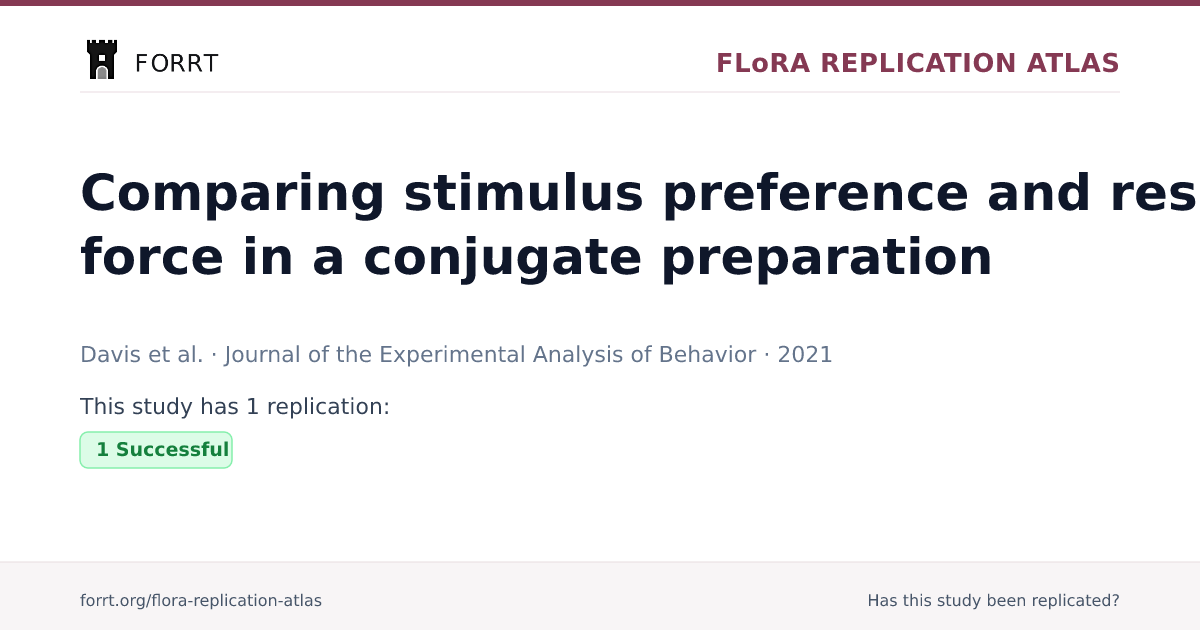 FORRT
FLoRA REPLICATION ATLAS
Comparing stimulus preference and res
force in a conjugate preparation
Davis et al. · Journal of the Experimental Analysis of Behavior · 2021
This study has 1 replication:
1 Successful
forrt.org/flora-replication-atlas
Has this study been replicated?